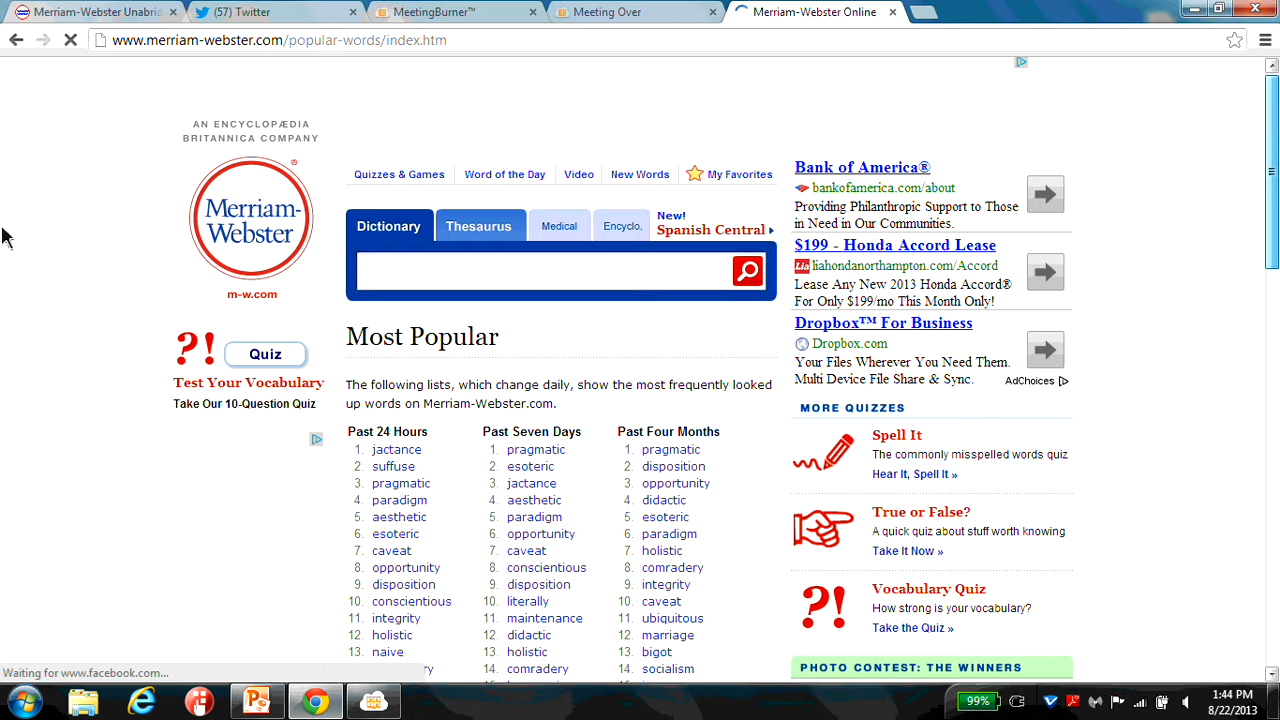 Merriam-Webster Unabrid
(57) Twitter
MeetingBurner™
Meeting Over
Merriam-Webster Online
www.merriam-webster.com/popular-words/index.htm
AN ENCYCLOPÆDIA
BRITANNICA COMPANY
Merriam-
Webster
®
m-w.com
?! Quiz
Test Your Vocabulary
Take Our 10-Question Quiz
Quizzes & Games
Word of the Day
Video
New Words
My Favorites
Dictionary
Thesaurus
Medical
Encyclo.
New!
Spanish Central
Most Popular
The following lists, which change daily, show the most frequently looked
up words on Merriam-Webster.com.
Past 24 Hours
1. jactance
2. suffuse
3. pragmatic
4. paradigm
5. aesthetic
6. esoteric
7. caveat
8. opportunity
9. disposition
10. conscientious
11. integrity
12. holistic
13. naive
Past Seven Days
1. pragmatic
2. esoteric
3. jactance
4. aesthetic
5. paradigm
6. opportunity
7. caveat
8. conscientious
9. disposition
10. literally
11. maintenance
12. didactic
13. holistic
14. comradery
Past Four Months
1. pragmatic
2. disposition
3. opportunity
4. didactic
5. esoteric
6. paradigm
7. holistic
8. comradery
9. integrity
10. caveat
11. ubiquitous
12. marriage
13. bigot
14. socialism
Bank of America®
bankofamerica.com/about
Providing Philanthropic Support to Those
in Need in Our Communities.
$199 - Honda Accord Lease
Lia liahondanorthampton.com/Accord
Lease Any New 2013 Honda Accord®
For Only $199/mo This Month Only!
Dropbox™ For Business
Dropbox.com
Your Files Wherever You Need Them.
Multi Device File Share & Sync.
AdChoices
MORE QUIZZES
Spell It
The commonly misspelled words quiz
Hear It, Spell It »
True or False?
A quick quiz about stuff worth knowing
Take It Now »
?!
Vocabulary Quiz
How strong is your vocabulary?
Take the Quiz »
PHOTO CONTEST: THE WINNERS
Waiting for www.facebook.com...
99%
1:44 PM
8/22/2013